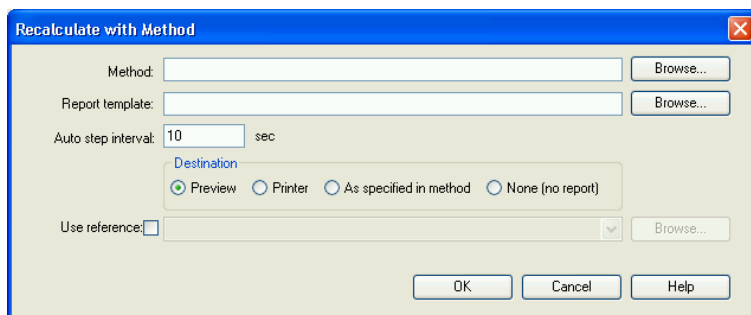 Recalculate with Method
Method: Browse...
Report template: Browse...
Auto step interval: 10 sec
Destination
Preview Printer As specified in method None (no report)
Use reference: Browse...
OK Cancel Help